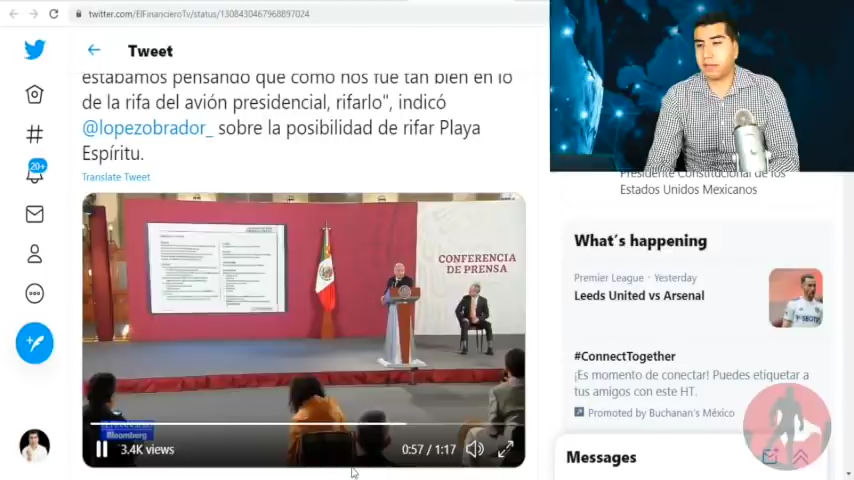 twitter.com/ElFinancieroTv/status/1308430467968897024
Tweet
estábamos pensando que como nos fue tan bien en lo
de la rifa del avión presidencial, rifarlo", indicó
@lopezobrador_ sobre la posibilidad de rifar Playa
Espíritu.
Translate Tweet
CONFERENCIA
DE PRENSA
Bloomberg
3.4K views
0:57 / 1:17
20+
Presidente Constitucional de los
Estados Unidos Mexicanos
What's happening
Premier League · Yesterday
Leeds United vs Arsenal
#ConnectTogether
¡Es momento de conectar! Puedes etiquetar a
tus amigos con este HT.
Promoted by Buchanan's México
Messages